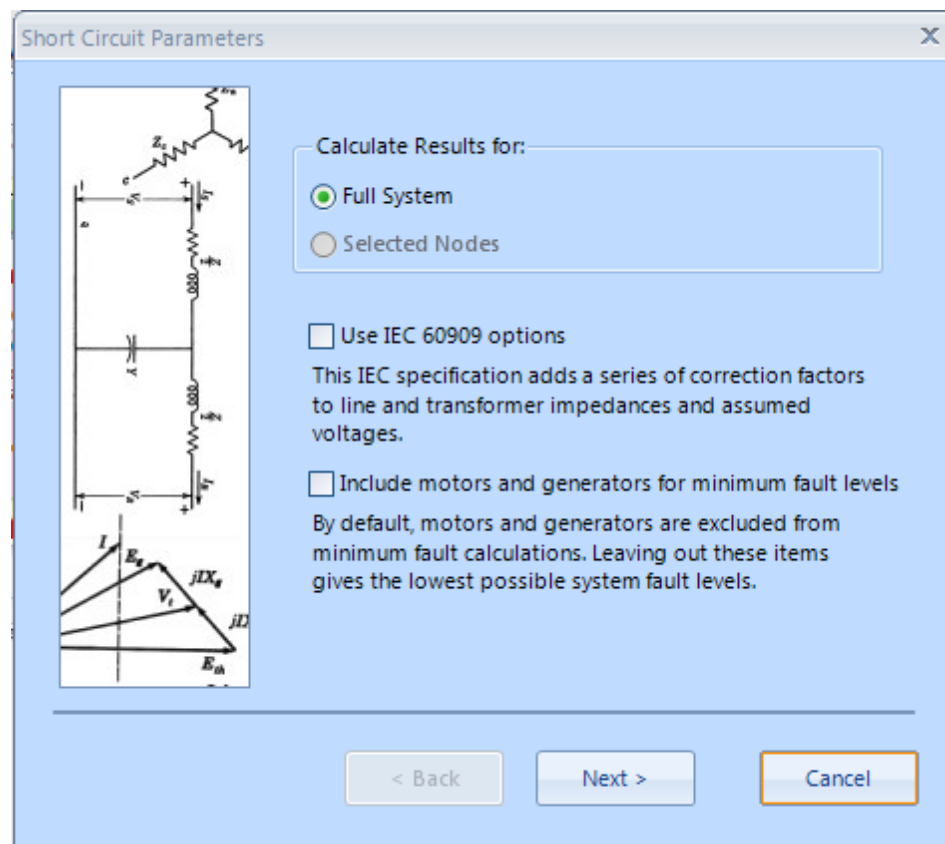 Short Circuit Parameters
Z
c
I
E
V
jIX
jI
E
Calculate Results for:
Full System
Selected Nodes
Use IEC 60909 options
This IEC specification adds a series of correction factors
to line and transformer impedances and assumed
voltages.
Include motors and generators for minimum fault levels
By default, motors and generators are excluded from
minimum fault calculations. Leaving out these items
gives the lowest possible system fault levels.
< Back
Next >
Cancel